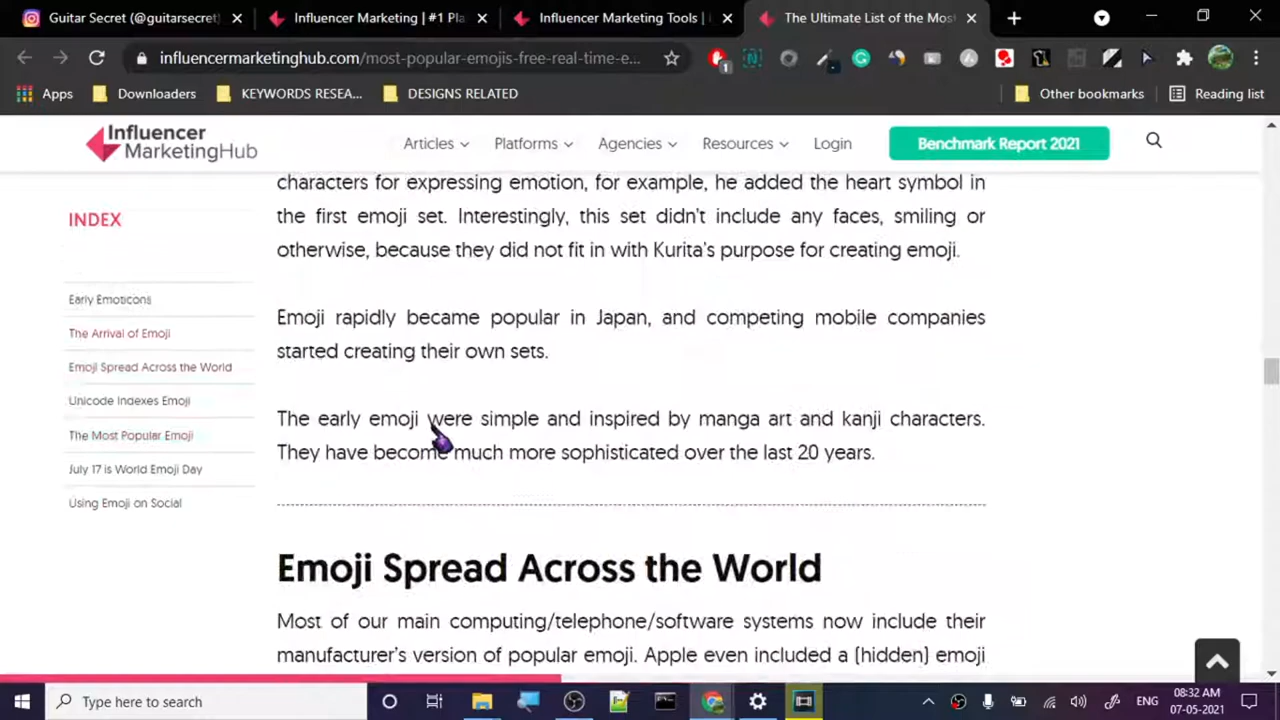 Guitar Secret (@guitarsecret
Influencer Marketing | #1 Pla
Influencer Marketing Tools |
The Ultimate List of the Mos
influencermarketinghub.com/most-popular-emojis-free-real-time-e...
1
Apps
Downloaders
KEYWORDS RESEA...
DESIGNS RELATED
Other bookmarks
Reading list
Influencer
MarketingHub
Articles
Platforms
Agencies
Resources
Login
Benchmark Report 2021
INDEX
Early Emoticons
The Arrival of Emoji
Emoji Spread Across the World
Unicode Indexes Emoji
The Most Popular Emoji
July 17 is World Emoji Day
Using Emoji on Social
characters for expressing emotion, for example, he added the heart symbol in
the first emoji set. Interestingly, this set didn't include any faces, smiling or
otherwise, because they did not fit in with Kurita's purpose for creating emoji.
Emoji rapidly became popular in Japan, and competing mobile companies
started creating their own sets.
The early emoji were simple and inspired by manga art and kanji characters.
They have become much more sophisticated over the last 20 years.
Emoji Spread Across the World
Most of our main computing/telephone/software systems now include their
manufacturer's version of popular emoji. Apple even included a (hidden) emoji
Type here to search
ENG
08:32 AM
07-05-2021